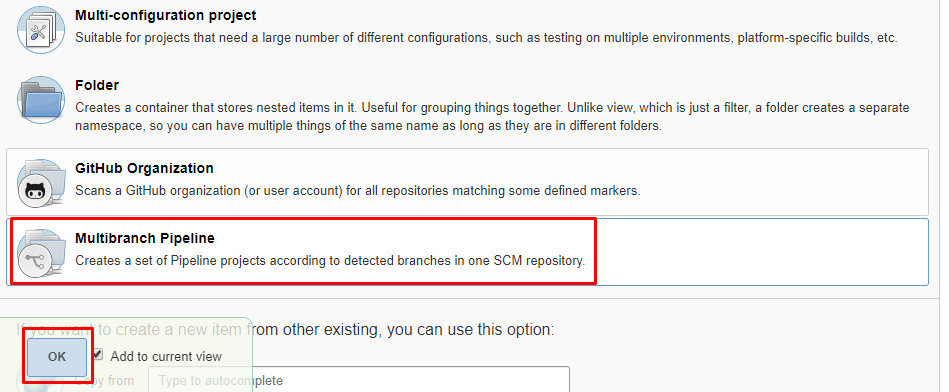 Multi-configuration project
Suitable for projects that need a large number of different configurations, such as testing on multiple environments, platform-specific builds, etc.
Folder
Creates a container that stores nested items in it. Useful for grouping things together. Unlike view, which is just a filter, a folder creates a separate
namespace, so you can have multiple things of the same name as long as they are in different folders.
GitHub Organization
Scans a GitHub organization (or user account) for all repositories matching some defined markers.
Multibranch Pipeline
Creates a set of Pipeline projects according to detected branches in one SCM repository.
If you want to create a new item from other existing, you can use this option:
OK
Add to current view
Copy from
Type to autocomplete